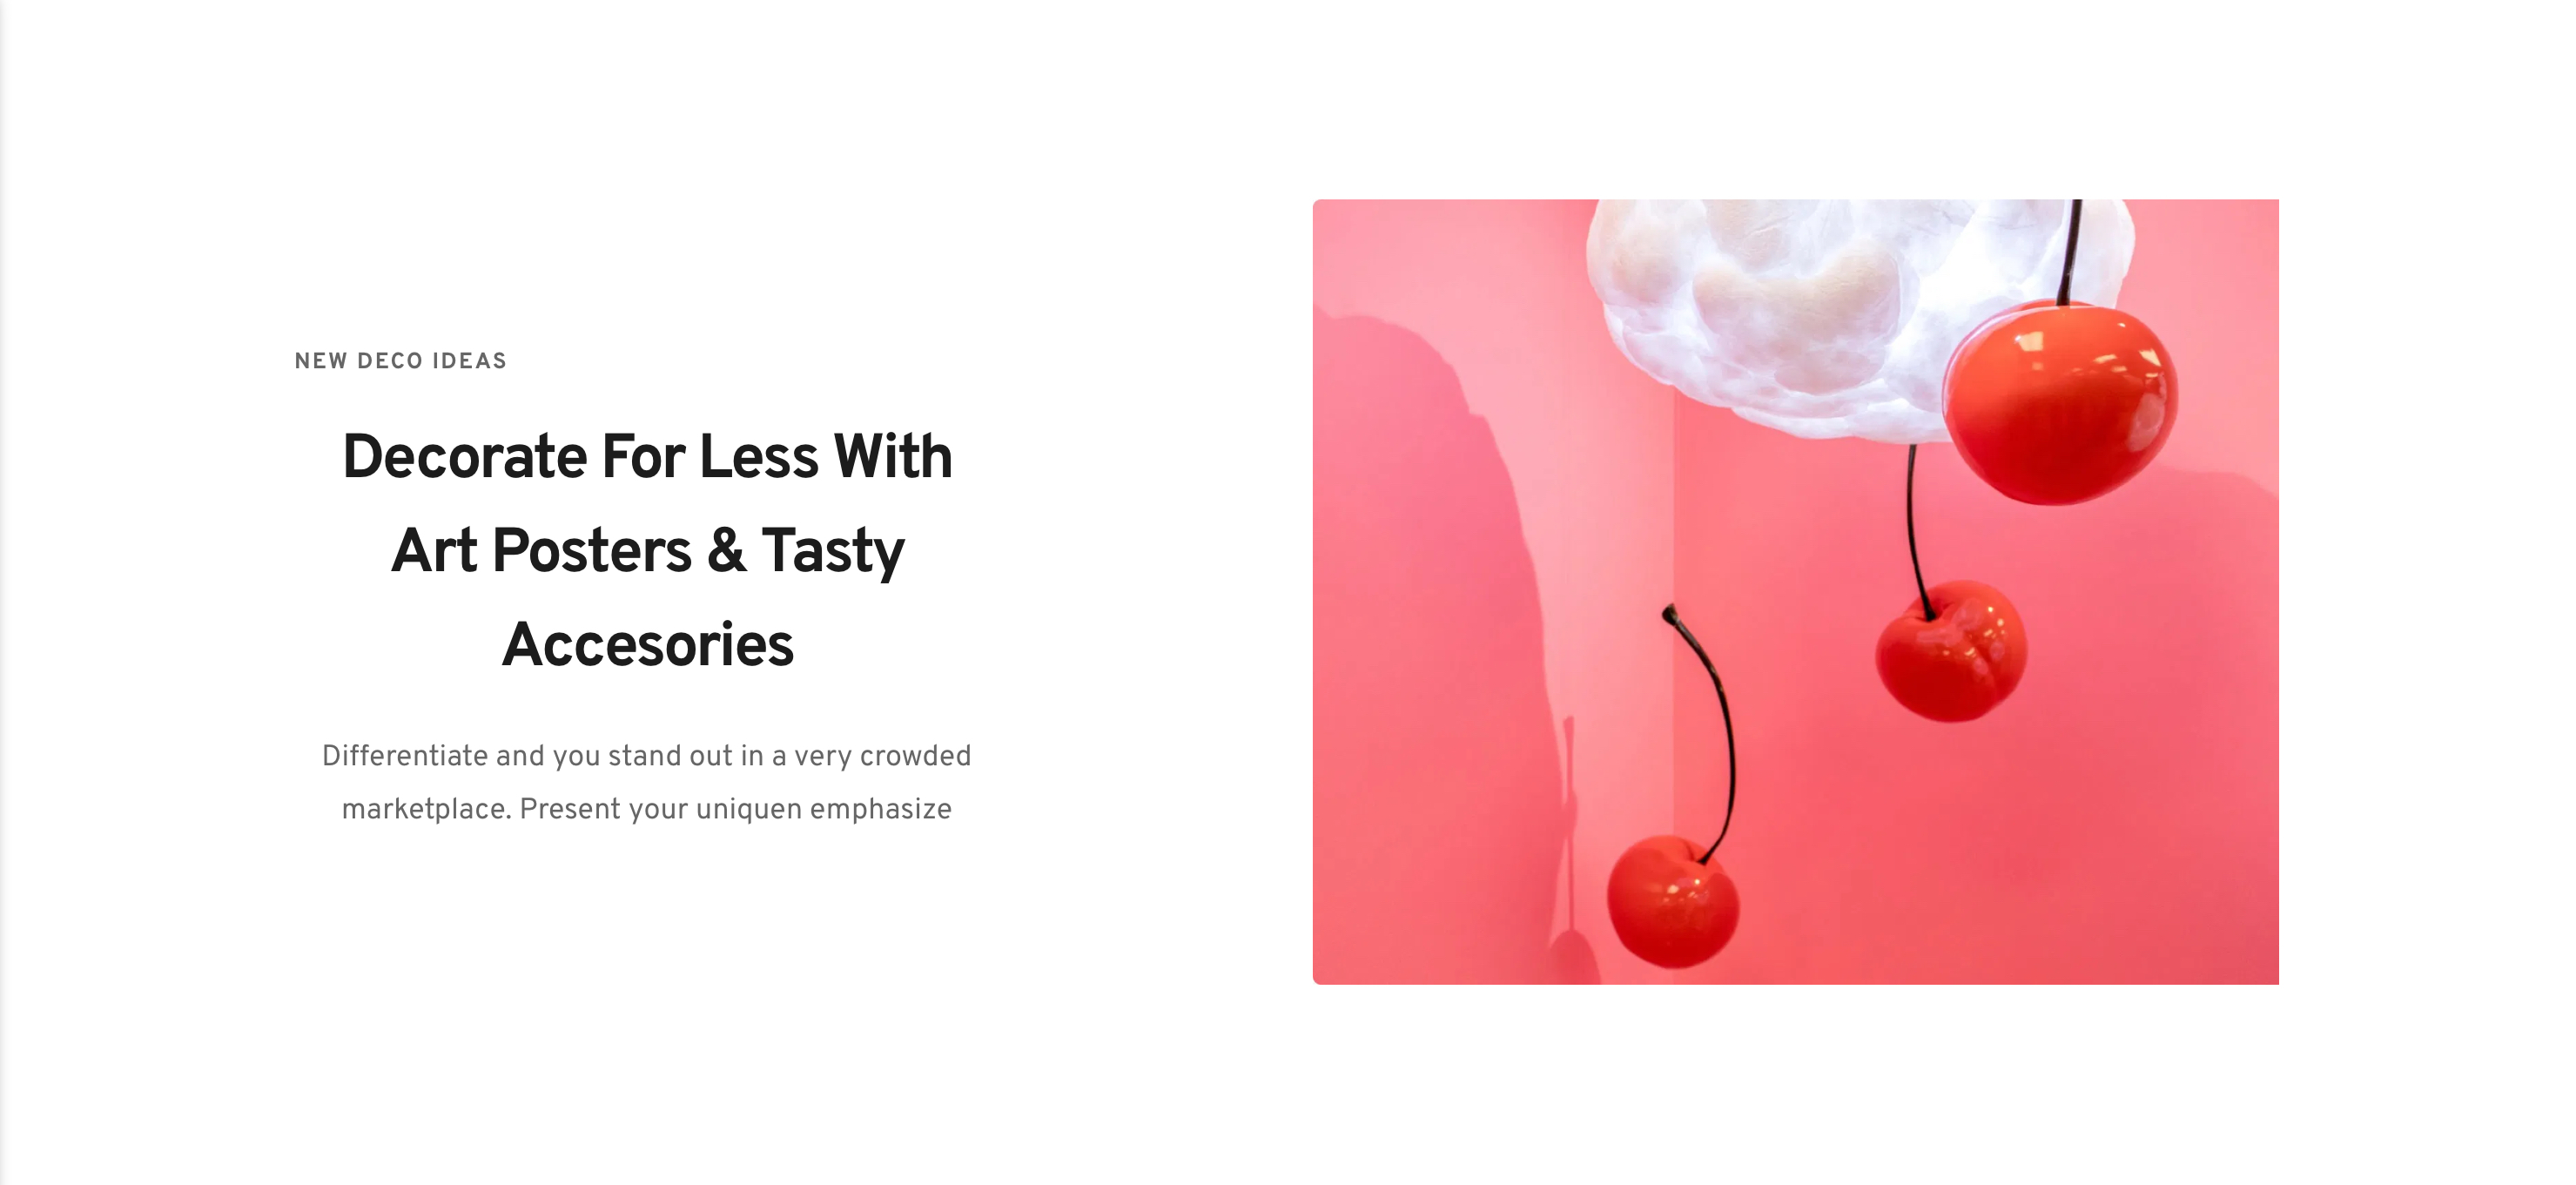 NEW DECO IDEAS
Decorate For Less With
Art Posters & Tasty
Accesories
Differentiate and you stand out in a very crowded
marketplace. Present your uniquen emphasize